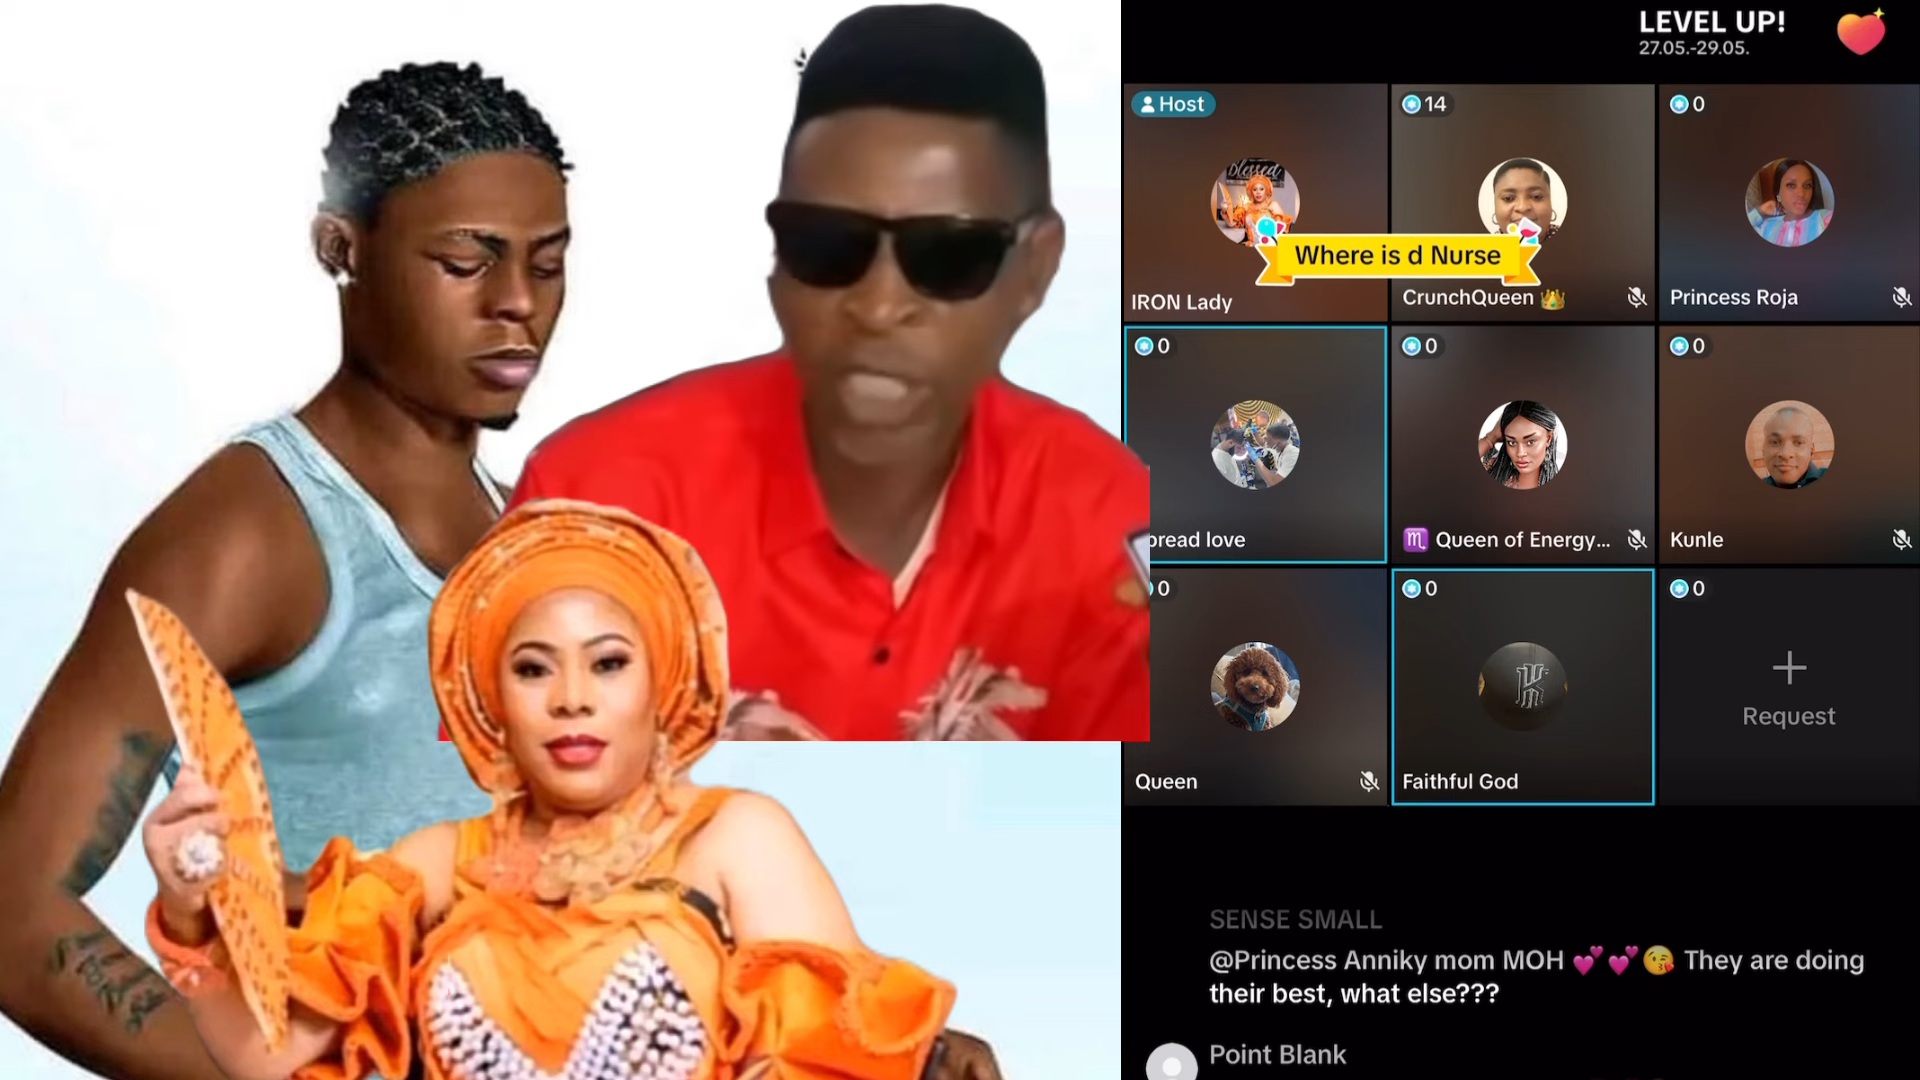 LEVEL UP!
27.05.-29.05.
Host
14
0
Blessed
Where is d Nurse
IRON Lady
CrunchQueen
Princess Roja
0
0
0
pread love
Queen of Energy...
Kunle
0
0
0
Request
Queen
Faithful God
SENSE SMALL
@Princess Anniky mom MOH 💕💕😘 They are doing
their best, what else???
Point Blank